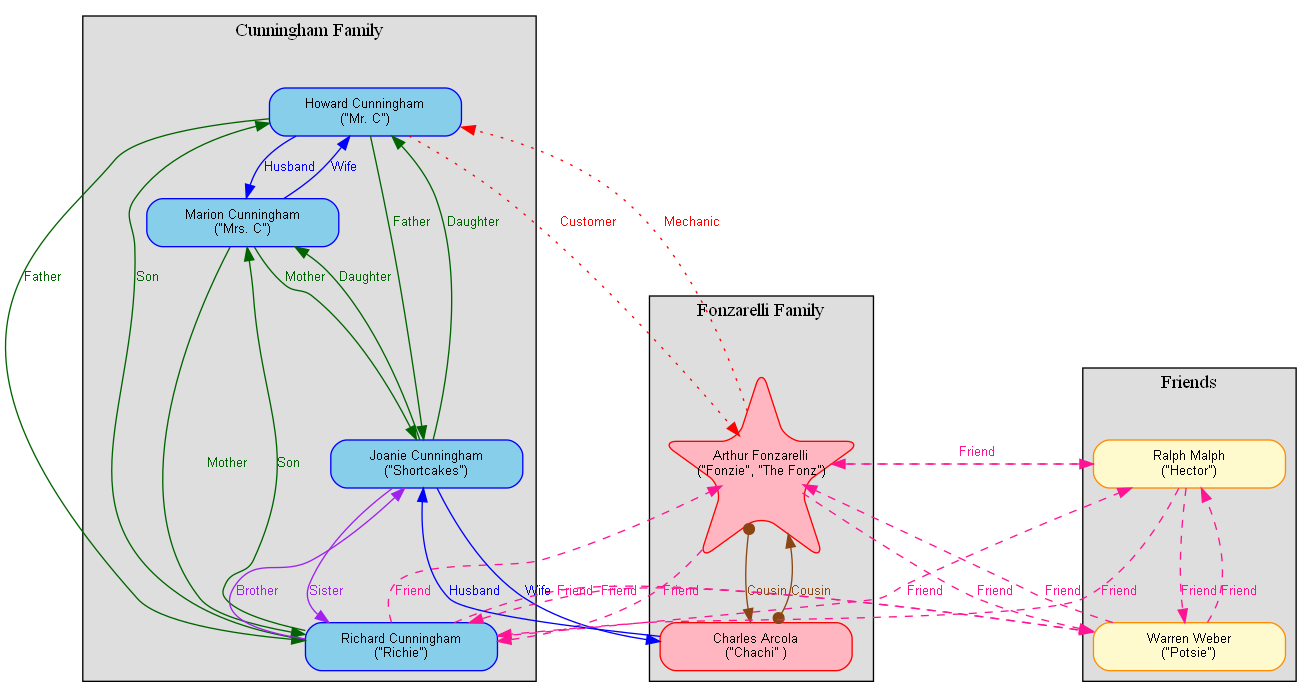 Cunningham Family
Howard Cunningham
("Mr. C")
Husband
Wife
Marion Cunningham
("Mrs. C")
Father
Daughter
Customer
Mechanic
Father
Son
Mother
Daughter
Fonzarelli Family
Friends
Joanie Cunningham
("Shortcakes")
Arthur Fonzarelli
("Fonzie", "The Fonz")
Friend
Ralph Malph
("Hector")
Mother
Son
Brother
Sister
Friend
Husband
Wife
Friend
Friend
Friend
Cousin
Cousin
Friend
Friend
Friend
Friend
Friend
Friend
Richard Cunningham
("Richie")
Charles Arcola
("Chachi" )
Warren Weber
("Potsie")